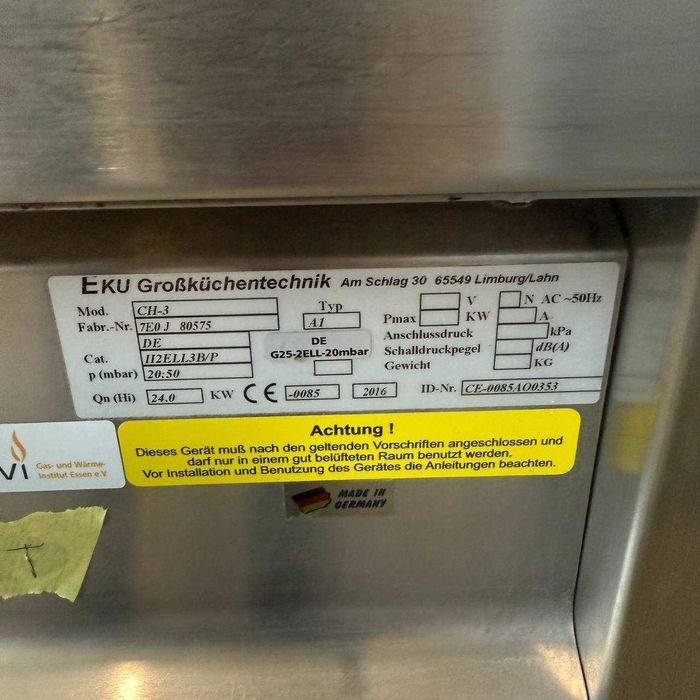 EKU Großküchentechnik Am Schlag 30 65549 Limburg/Lahn
Mod. CH-3 Typ V N AC ~50Hz
Fabr.-Nr. 7E0 J 80575 A1 Pmax KW A
DE DE Anschlussdruck kPa
Cat. II2ELL3B/P G25-2ELL-20mbar Schalldruckpegel dB(A)
p (mbar) 20:50 Gewicht KG
Qn (Hi) 24.0 KW CE -0085 2016 ID-Nr. CE-0085AO0353
Achtung !
Dieses Gerät muß nach den geltenden Vorschriften angeschlossen und
darf nur in einem gut belüfteten Raum benutzt werden.
Vor Installation und Benutzung des Gerätes die Anleitungen beachten.
VI Gas- und Wärme-
Institut Essen e.V.
MADE IN
GERMANY
T